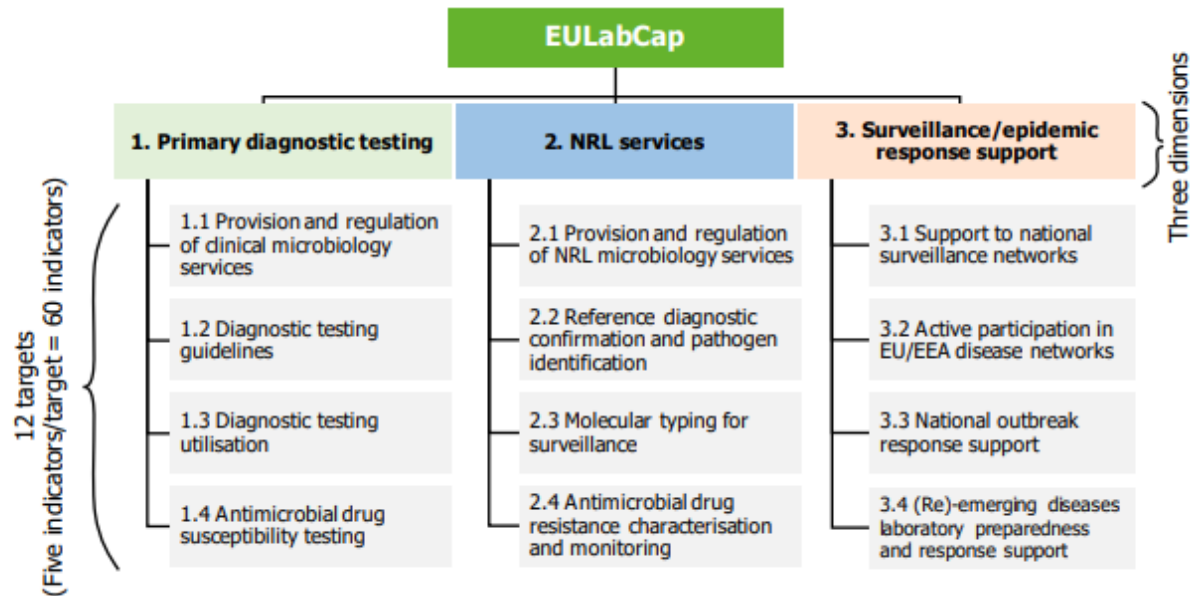 EULabCap
1. Primary diagnostic testing
2. NRL services
3. Surveillance/epidemic
response support
Three dimensions
12 targets
(Five indicators/target = 60 indicators)
1.1 Provision and regulation
of clinical microbiology
services
1.2 Diagnostic testing
guidelines
1.3 Diagnostic testing
utilisation
1.4 Antimicrobial drug
susceptibility testing
2.1 Provision and regulation
of NRL microbiology services
2.2 Reference diagnostic
confirmation and pathogen
identification
2.3 Molecular typing for
surveillance
2.4 Antimicrobial drug
resistance characterisation
and monitoring
3.1 Support to national
surveillance networks
3.2 Active participation in
EU/EEA disease networks
3.3 National outbreak
response support
3.4 (Re)-emerging diseases
laboratory preparedness
and response support